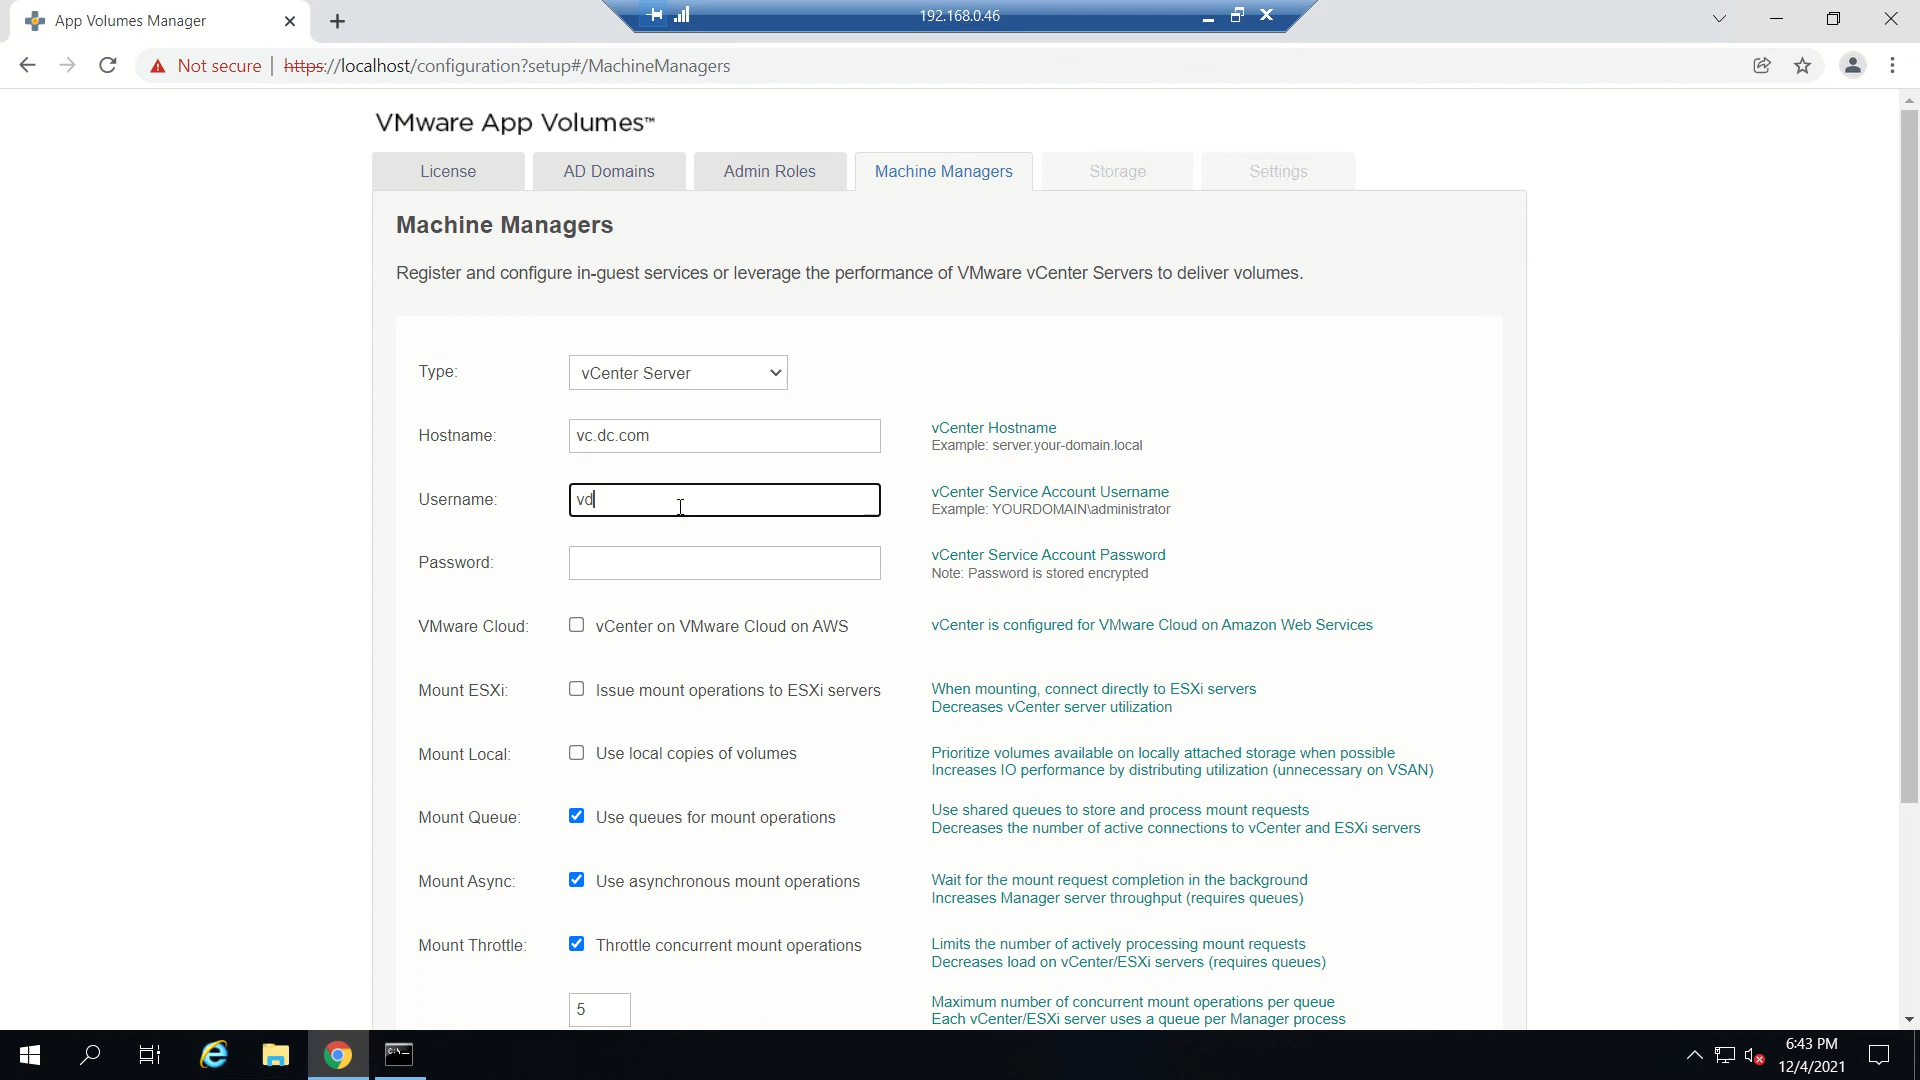 App Volumes Manager
192.168.0.46
Not secure | https://localhost/configuration?setup#/MachineManagers
VMware App Volumes™
License
AD Domains
Admin Roles
Machine Managers
Storage
Settings
Machine Managers
Register and configure in-guest services or leverage the performance of VMware vCenter Servers to deliver volumes.
Type:
vCenter Server
Hostname:
vc.dc.com
vCenter Hostname
Example: server.your-domain.local
Username:
vd
vCenter Service Account Username
Example: YOURDOMAIN\administrator
Password:
vCenter Service Account Password
Note: Password is stored encrypted
VMware Cloud:
vCenter on VMware Cloud on AWS
vCenter is configured for VMware Cloud on Amazon Web Services
Mount ESXi:
Issue mount operations to ESXi servers
When mounting, connect directly to ESXi servers
Decreases vCenter server utilization
Mount Local:
Use local copies of volumes
Prioritize volumes available on locally attached storage when possible
Increases IO performance by distributing utilization (unnecessary on VSAN)
Mount Queue:
Use queues for mount operations
Use shared queues to store and process mount requests
Decreases the number of active connections to vCenter and ESXi servers
Mount Async:
Use asynchronous mount operations
Wait for the mount request completion in the background
Increases Manager server throughput (requires queues)
Mount Throttle:
Throttle concurrent mount operations
Limits the number of actively processing mount requests
Decreases load on vCenter/ESXi servers (requires queues)
5
Maximum number of concurrent mount operations per queue
Each vCenter/ESXi server uses a queue per Manager process
6:43 PM
12/4/2021